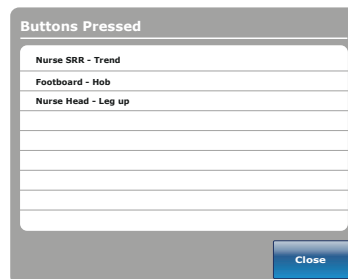 Buttons Pressed
Nurse SRR - Trend
Footboard - Hob
Nurse Head - Leg up
Close